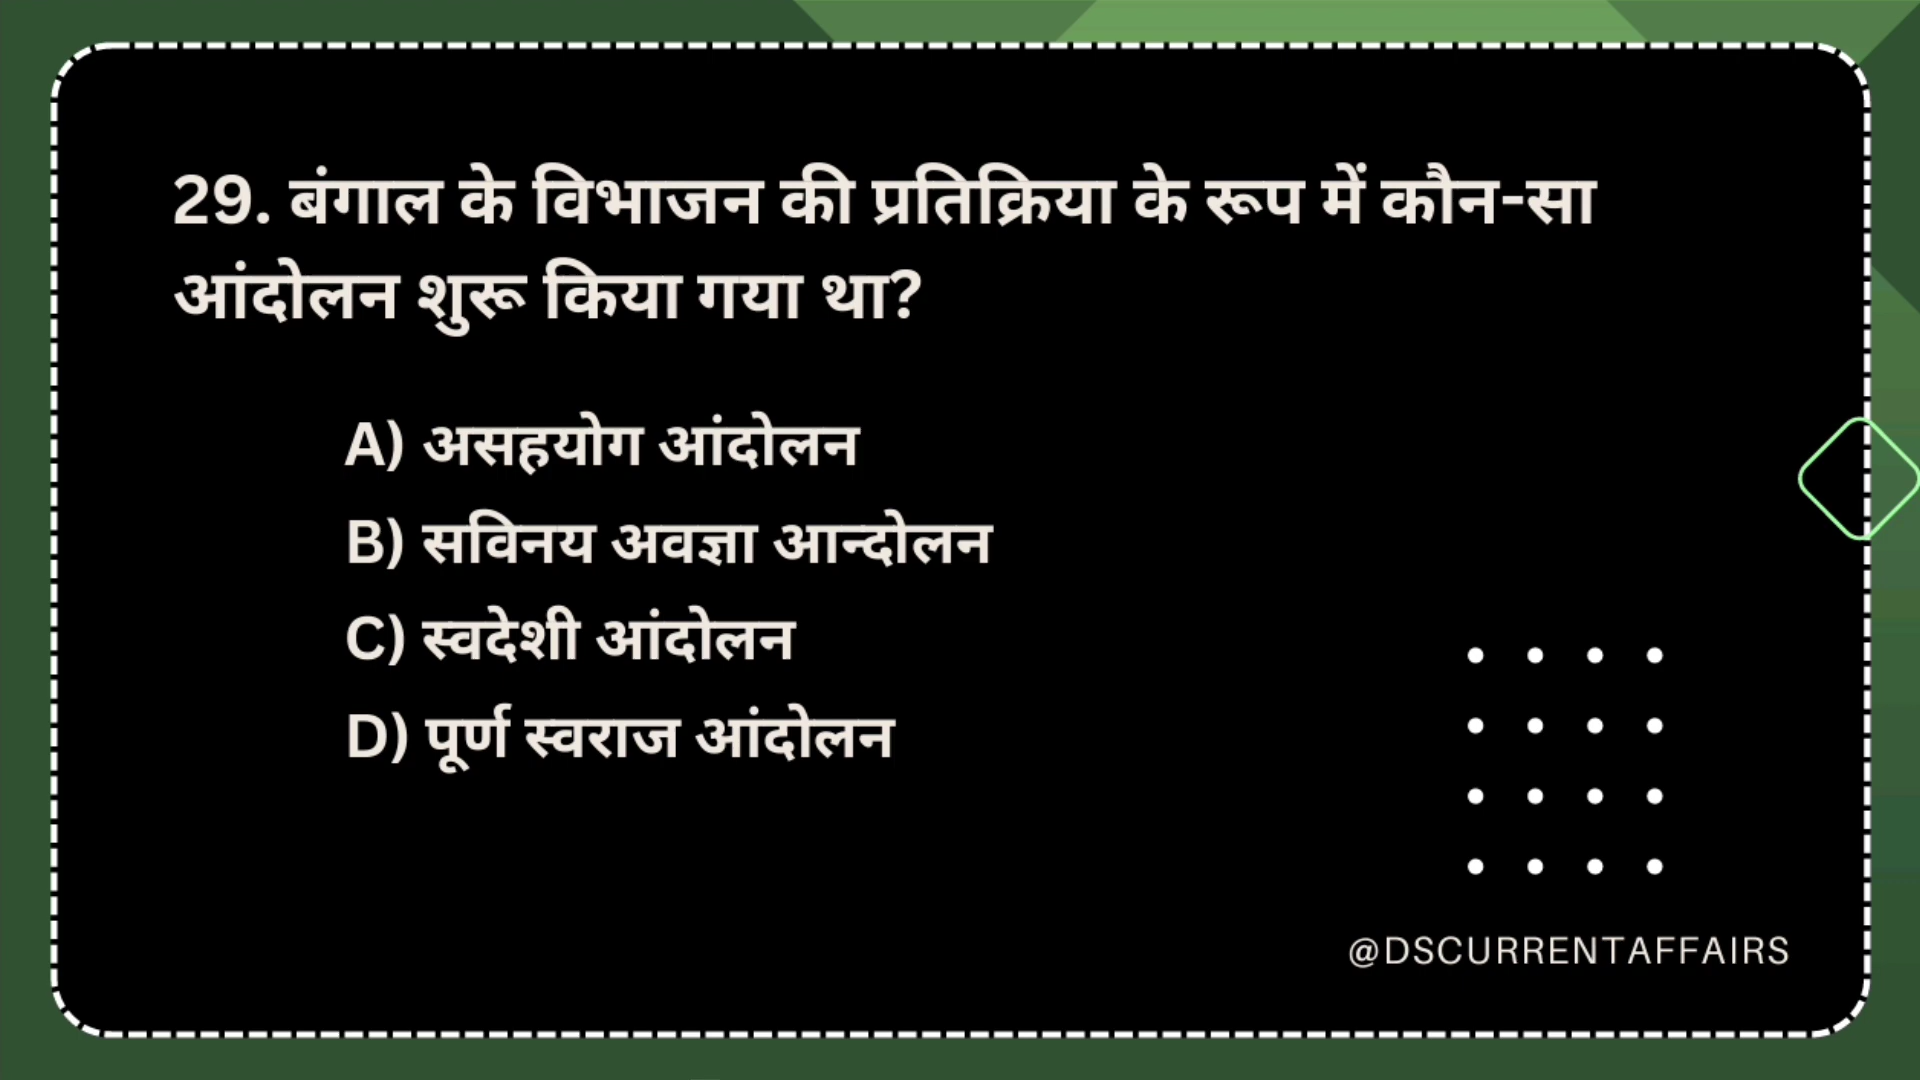 29. बंगाल के विभाजन की प्रतिक्रिया के रूप में कौन-सा
आंदोलन शुरू किया गया था?
A) असहयोग आंदोलन
B) सविनय अवज्ञा आन्दोलन
C) स्वदेशी आंदोलन
D) पूर्ण स्वराज आंदोलन
@DSCURRENTAFFAIRS